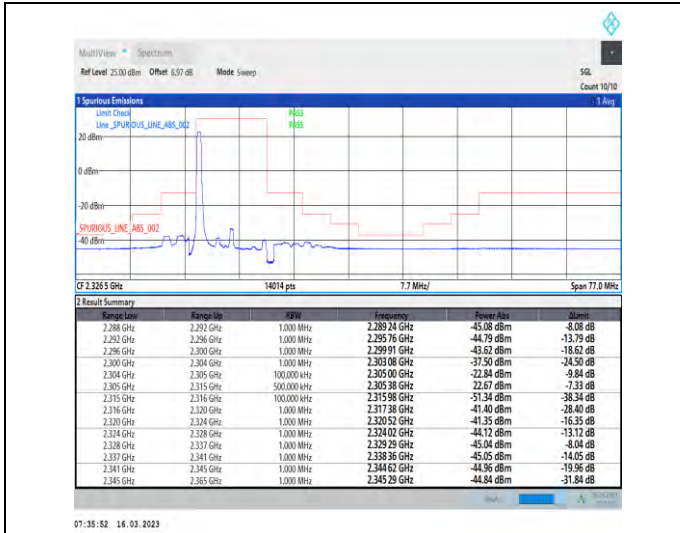 MultiView Spectrum
Ref Level 25.00 dBm Offset 6.97 dB Mode Sweep SGL
Count 10/10
1 Spurious Emissions 1 Avg
Limit Check PASS
Line _SPURIOUS_LINE_ABS_002 PASS
20 dBm
0 dBm
-20 dBm
_SPURIOUS_LINE_ABS_002
-40 dBm
CF 2.326 5 GHz 14014 pts 7.7 MHz/ Span 77.0 MHz
2 Result Summary
Range Low Range Up RBW Frequency Power Abs ΔLimit
2.288 GHz 2.292 GHz 1.000 MHz 2.289 24 GHz -45.08 dBm -8.08 dB
2.292 GHz 2.296 GHz 1.000 MHz 2.295 76 GHz -44.79 dBm -13.79 dB
2.296 GHz 2.300 GHz 1.000 MHz 2.299 91 GHz -43.62 dBm -18.62 dB
2.300 GHz 2.304 GHz 1.000 MHz 2.303 08 GHz -37.50 dBm -24.50 dB
2.304 GHz 2.305 GHz 100.000 kHz 2.305 00 GHz -22.84 dBm -9.84 dB
2.305 GHz 2.315 GHz 500.000 kHz 2.305 38 GHz 22.67 dBm -7.33 dB
2.315 GHz 2.316 GHz 100.000 kHz 2.315 98 GHz -51.34 dBm -38.34 dB
2.316 GHz 2.320 GHz 1.000 MHz 2.317 38 GHz -41.40 dBm -28.40 dB
2.320 GHz 2.324 GHz 1.000 MHz 2.320 52 GHz -41.35 dBm -16.35 dB
2.324 GHz 2.328 GHz 1.000 MHz 2.324 02 GHz -44.12 dBm -13.12 dB
2.328 GHz 2.337 GHz 1.000 MHz 2.329 29 GHz -45.04 dBm -8.04 dB
2.337 GHz 2.341 GHz 1.000 MHz 2.338 36 GHz -45.05 dBm -14.05 dB
2.341 GHz 2.345 GHz 1.000 MHz 2.344 62 GHz -44.96 dBm -19.96 dB
2.345 GHz 2.365 GHz 1.000 MHz 2.345 29 GHz -44.84 dBm -31.84 dB
07:35:52 16.03.2023